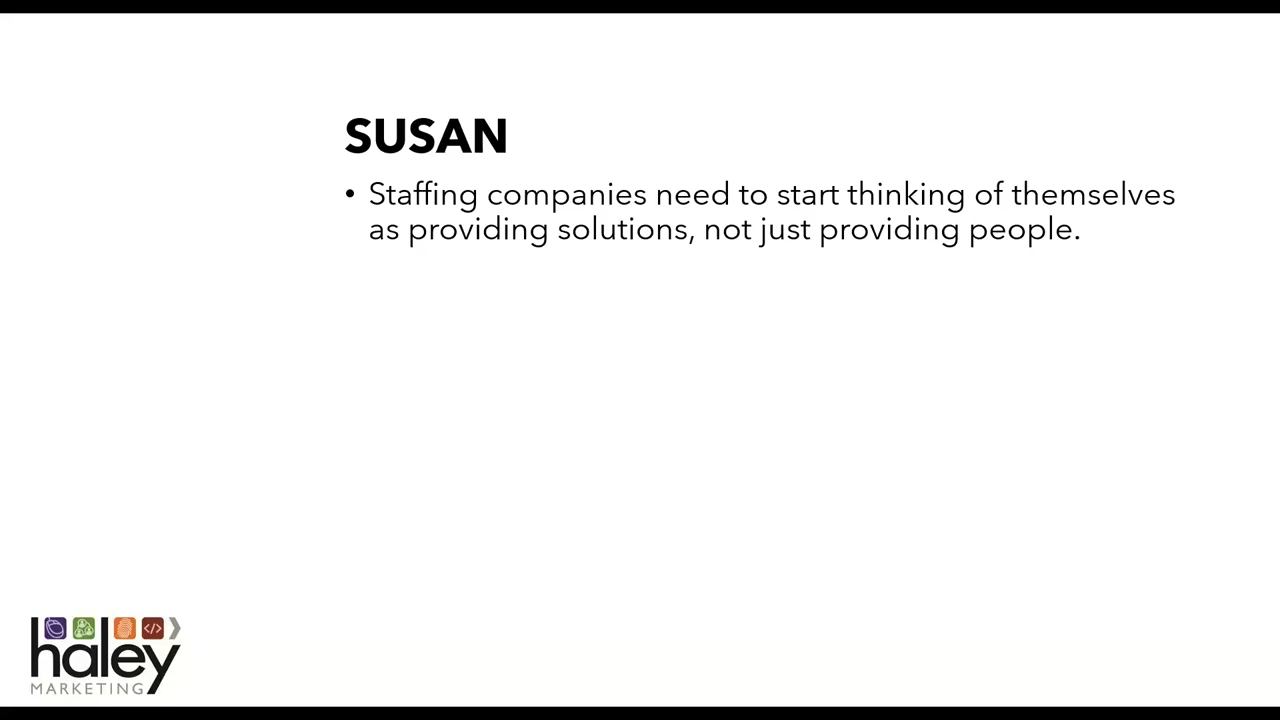 SUSAN
• Staffing companies need to start thinking of themselves
as providing solutions, not just providing people.
</> 
haley
MARKETING